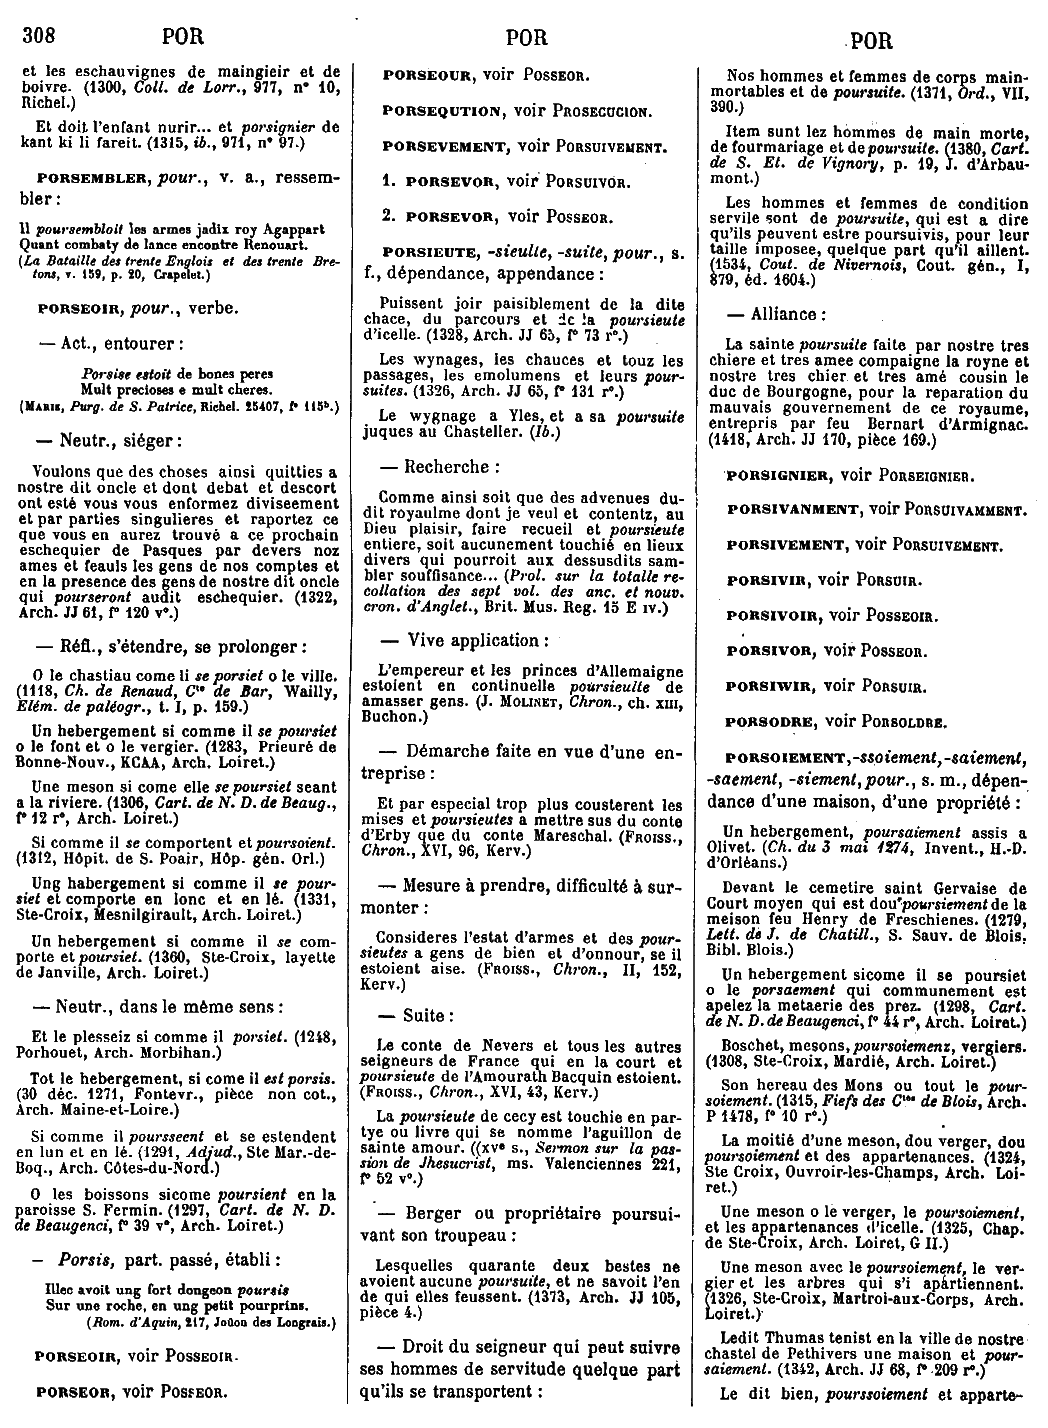 308 POR POR POR
et les eschauvignes de maingieir et de
boivre. (1300, Coll. de Lorr., 977, n° 10,
Richel.)
Et doit l'enfant nurir... et porsignier de
kant ki li fareit. (1315, ib., 971, n° 97.)
PORSEMBLER, pour., v. a., ressem-
bler :
Il poursembloit les armes jadix roy Agappart
Quant combaty de lance encontre Renouart.
(La Bataille des trente Englois et des trente Bre-
tons, v. 159, p. 20, Crapelet.)
PORSEOIR, pour., verbe.
— Act., entourer :
Porsise estoit de bones peres
Mult precioses e mult cheres.
(MARIE, Purg. de S. Patrice, Richel. 25407, f° 115b.)
— Neutr., siéger :
Voulons que des choses ainsi quitties a
nostre dit oncle et dont debat et descort
ont esté vous vous enformez diviseement
et par parties singulieres et raportez ce
que vous en aurez trouvé a ce prochain
eschequier de Pasques par devers noz
ames et feauls les gens de nos comptes et
en la presence des gens de nostre dit oncle
qui pourseront audit eschequier. (1322,
Arch. JJ 61, f° 120 v°.)
— Réfl., s'étendre, se prolonger :
O le chastiau come li se porsiet o le ville.
(1118, Ch. de Renaud, Cte de Bar, Wailly,
Elém. de paléogr., t. I, p. 159.)
Un hebergement si comme il se poursiet
o le font et o le vergier. (1283, Prieuré de
Bonne-Nouv., KCAA, Arch. Loiret.)
Une meson si come elle se poursiet seant
a la riviere. (1306, Cart. de N. D. de Beaug.,
f° 12 r°, Arch. Loiret.)
Si comme il se comportent et poursoient.
(1312, Hôpit. de S. Poair, Hôp. gén. Orl.)
Ung habergement si comme il se pour-
siet et comporte en lonc et en lé. (1331,
Ste-Croix, Mesnilgirault, Arch. Loiret.)
Un hebergement si comme il se com-
porte et poursiet. (1360, Ste-Croix, layette
de Janville, Arch. Loiret.)
— Neutr., dans le même sens :
Et le plesseiz si comme il porsiet. (1248,
Porhouet, Arch. Morbihan.)
Tot le hebergement, si come il est porsis.
(30 déc. 1271, Fontevr., pièce non cot.,
Arch. Maine-et-Loire.)
Si comme il poursseent et se estendent
en lun et en lé. (1291, Adjud., Ste Mar.-de-
Boq., Arch. Côtes-du-Nord.)
O les boissons sicome poursient en la
paroisse S. Fermin. (1297, Cart. de N. D.
de Beaugenci, f° 39 v°, Arch. Loiret.)
— Porsis, part. passé, établi :
Illec avoit ung fort dongeon poursis
Sur une roche, en ung petit pourprins.
(Rom. d'Aquin, 217, Joüon des Longrais.)
PORSEOIR, voir POSSEOIR.
PORSEOR, voir POSSEOR.
PORSEOUR, voir POSSEOR.
PORSEQUTION, voir PROSECUCION.
PORSEVEMENT, voir PORSUIVEMENT.
1. PORSEVOR, voir PORSUIVOR.
2. PORSEVOR, voir POSSEOR.
PORSIEUTE, -sieulte, -suite, pour., s.
f., dépendance, appendance :
Puissent joir paisiblement de la dite
chace, du parcours et de la poursieute
d'icelle. (1328, Arch. JJ 65, f° 73 r°.)
Les wynages, les chauces et touz les
passages, les emolumens et leurs pour-
suites. (1326, Arch. JJ 65, f° 131 r°.)
Le wygnage a Yles, et a sa poursuite
juques au Chasteller. (Ib.)
— Recherche :
Comme ainsi soit que des advenues du-
dit royaulme dont je veul et contentz, au
Dieu plaisir, faire recueil et poursieute
entiere, soit aucunement touchié en lieux
divers qui pourroit aux dessusdits sam-
bler souffisance... (Prol. sur la totalle re-
collation des sept vol. des anc. et nouv.
cron. d'Anglet., Brit. Mus. Reg. 15 E IV.)
— Vive application :
L'empereur et les princes d'Allemaigne
estoient en continuelle poursieulte de
amasser gens. (J. MOLINET, Chron., ch. XIII,
Buchon.)
— Démarche faite en vue d'une en-
treprise :
Et par especial trop plus cousterent les
mises et poursieutes a mettre sus du conte
d'Erby que du conte Mareschal. (FROISS.,
Chron., XVI, 96, Kerv.)
— Mesure à prendre, difficulté à sur-
monter :
Consideres l'estat d'armes et des pour-
sieutes a gens de bien et d'onnour, se il
estoient aise. (FROISS., Chron., II, 152,
Kerv.)
— Suite :
Le conte de Nevers et tous les autres
seigneurs de France qui en la court et
poursieute de l'Amourath Bacquin estoient.
(FROISS., Chron., XVI, 43, Kerv.)
La poursieute de cecy est touchie en par-
tye ou livre qui se nomme l'aguillon de
sainte amour. ((XVe s., Sermon sur la pas-
sion de Jhesucrist, ms. Valenciennes 221,
f° 52 v°.)
— Berger ou propriétaire poursui-
vant son troupeau :
Lesquelles quarante deux bestes ne
avoient aucune poursuite, et ne savoit l'en
de qui elles feussent. (1373, Arch. JJ 105,
pièce 4.)
— Droit du seigneur qui peut suivre
ses hommes de servitude quelque part
qu'ils se transportent :
Nos hommes et femmes de corps main-
mortables et de poursuite. (1371, Ord., VII,
390.)
Item sunt lez hommes de main morte,
de fourmariage et de poursuite. (1380, Cart.
de S. Et. de Vignory, p. 19, J. d'Arbau-
mont.)
Les hommes et femmes de condition
servile sont de poursuite, qui est a dire
qu'ils peuvent estre poursuivis, pour leur
taille imposee, quelque part qu'il aillent.
(1534, Cout. de Nivernois, Cout. gén., I,
879, éd. 1604.)
— Alliance :
La sainte poursuite faite par nostre tres
chiere et tres amee compaigne la royne et
nostre tres chier et tres amé cousin le
duc de Bourgogne, pour la reparation du
mauvais gouvernement de ce royaume,
entrepris par feu Bernart d'Armignac.
(1418, Arch. JJ 170, pièce 169.)
PORSIGNIER, voir PORSEIGNIER.
PORSIVANMENT, voir PORSUIVAMMENT.
PORSIVEMENT, voir PORSUIVEMENT.
PORSIVIR, voir PORSUIR.
PORSIVOIR, voir POSSEOIR.
PORSIVOR, voir POSSEOR.
PORSIWIR, voir PORSUIR.
PORSODRE, voir PORSOLDRE.
PORSOIEMENT, -ssoiement, -saiement,
-saement, -siement, pour., s. m., dépen-
dance d'une maison, d'une propriété :
Un hebergement, poursaiement assis a
Olivet. (Ch. du 3 mai 1274, Invent., H.-D.
d'Orléans.)
Devant le cemetire saint Gervaise de
Court moyen qui est dou poursiement de la
meison feu Henry de Freschienes. (1279,
Lett. de J. de Chatill., S. Sauv. de Blois,
Bibl. Blois.)
Un hebergement sicome il se poursiet
o le porsaement qui communement est
apelez la metaerie des prez. (1298, Cart.
de N. D. de Beaugenci, f° 44 r°, Arch. Loiret.)
Boschet, mesons, poursoiemenz, vergiers.
(1308, Ste-Croix, Mardié, Arch. Loiret.)
Son hereau des Mons ou tout le pour-
soiement. (1315, Fiefs des Ctes de Blois, Arch.
P 1478, f° 10 r°.)
La moitié d'une meson, dou verger, dou
poursoiement et des appartenances. (1324,
Ste Croix, Ouvroir-les-Champs, Arch. Loi-
ret.)
Une meson o le verger, le poursoiement,
et les appartenances d'icelle. (1325, Chap.
de Ste-Croix, Arch. Loiret, G II.)
Une meson avec le poursoiement, le ver-
gier et les arbres qui s'i apartiennent.
(1326, Ste-Croix, Martroi-aux-Corps, Arch.
Loiret.)
Ledit Thumas tenist en la ville de nostre
chastel de Pethivers une maison et pour-
saiement. (1342, Arch. JJ 68, f° 209 r°.)
Le dit bien, pourssoiement et apparte-